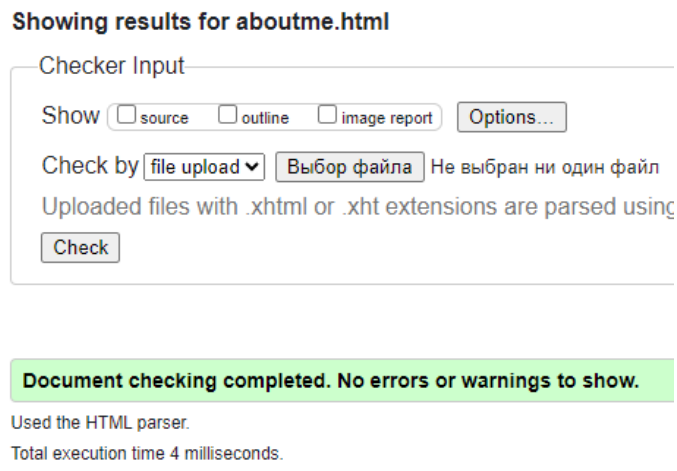 Showing results for aboutme.html
Checker Input
Show source outline image report Options...
Check by file upload Выбор файла Не выбран ни один файл
Uploaded files with .xhtml or .xht extensions are parsed using
Check
Document checking completed. No errors or warnings to show.
Used the HTML parser.
Total execution time 4 milliseconds.